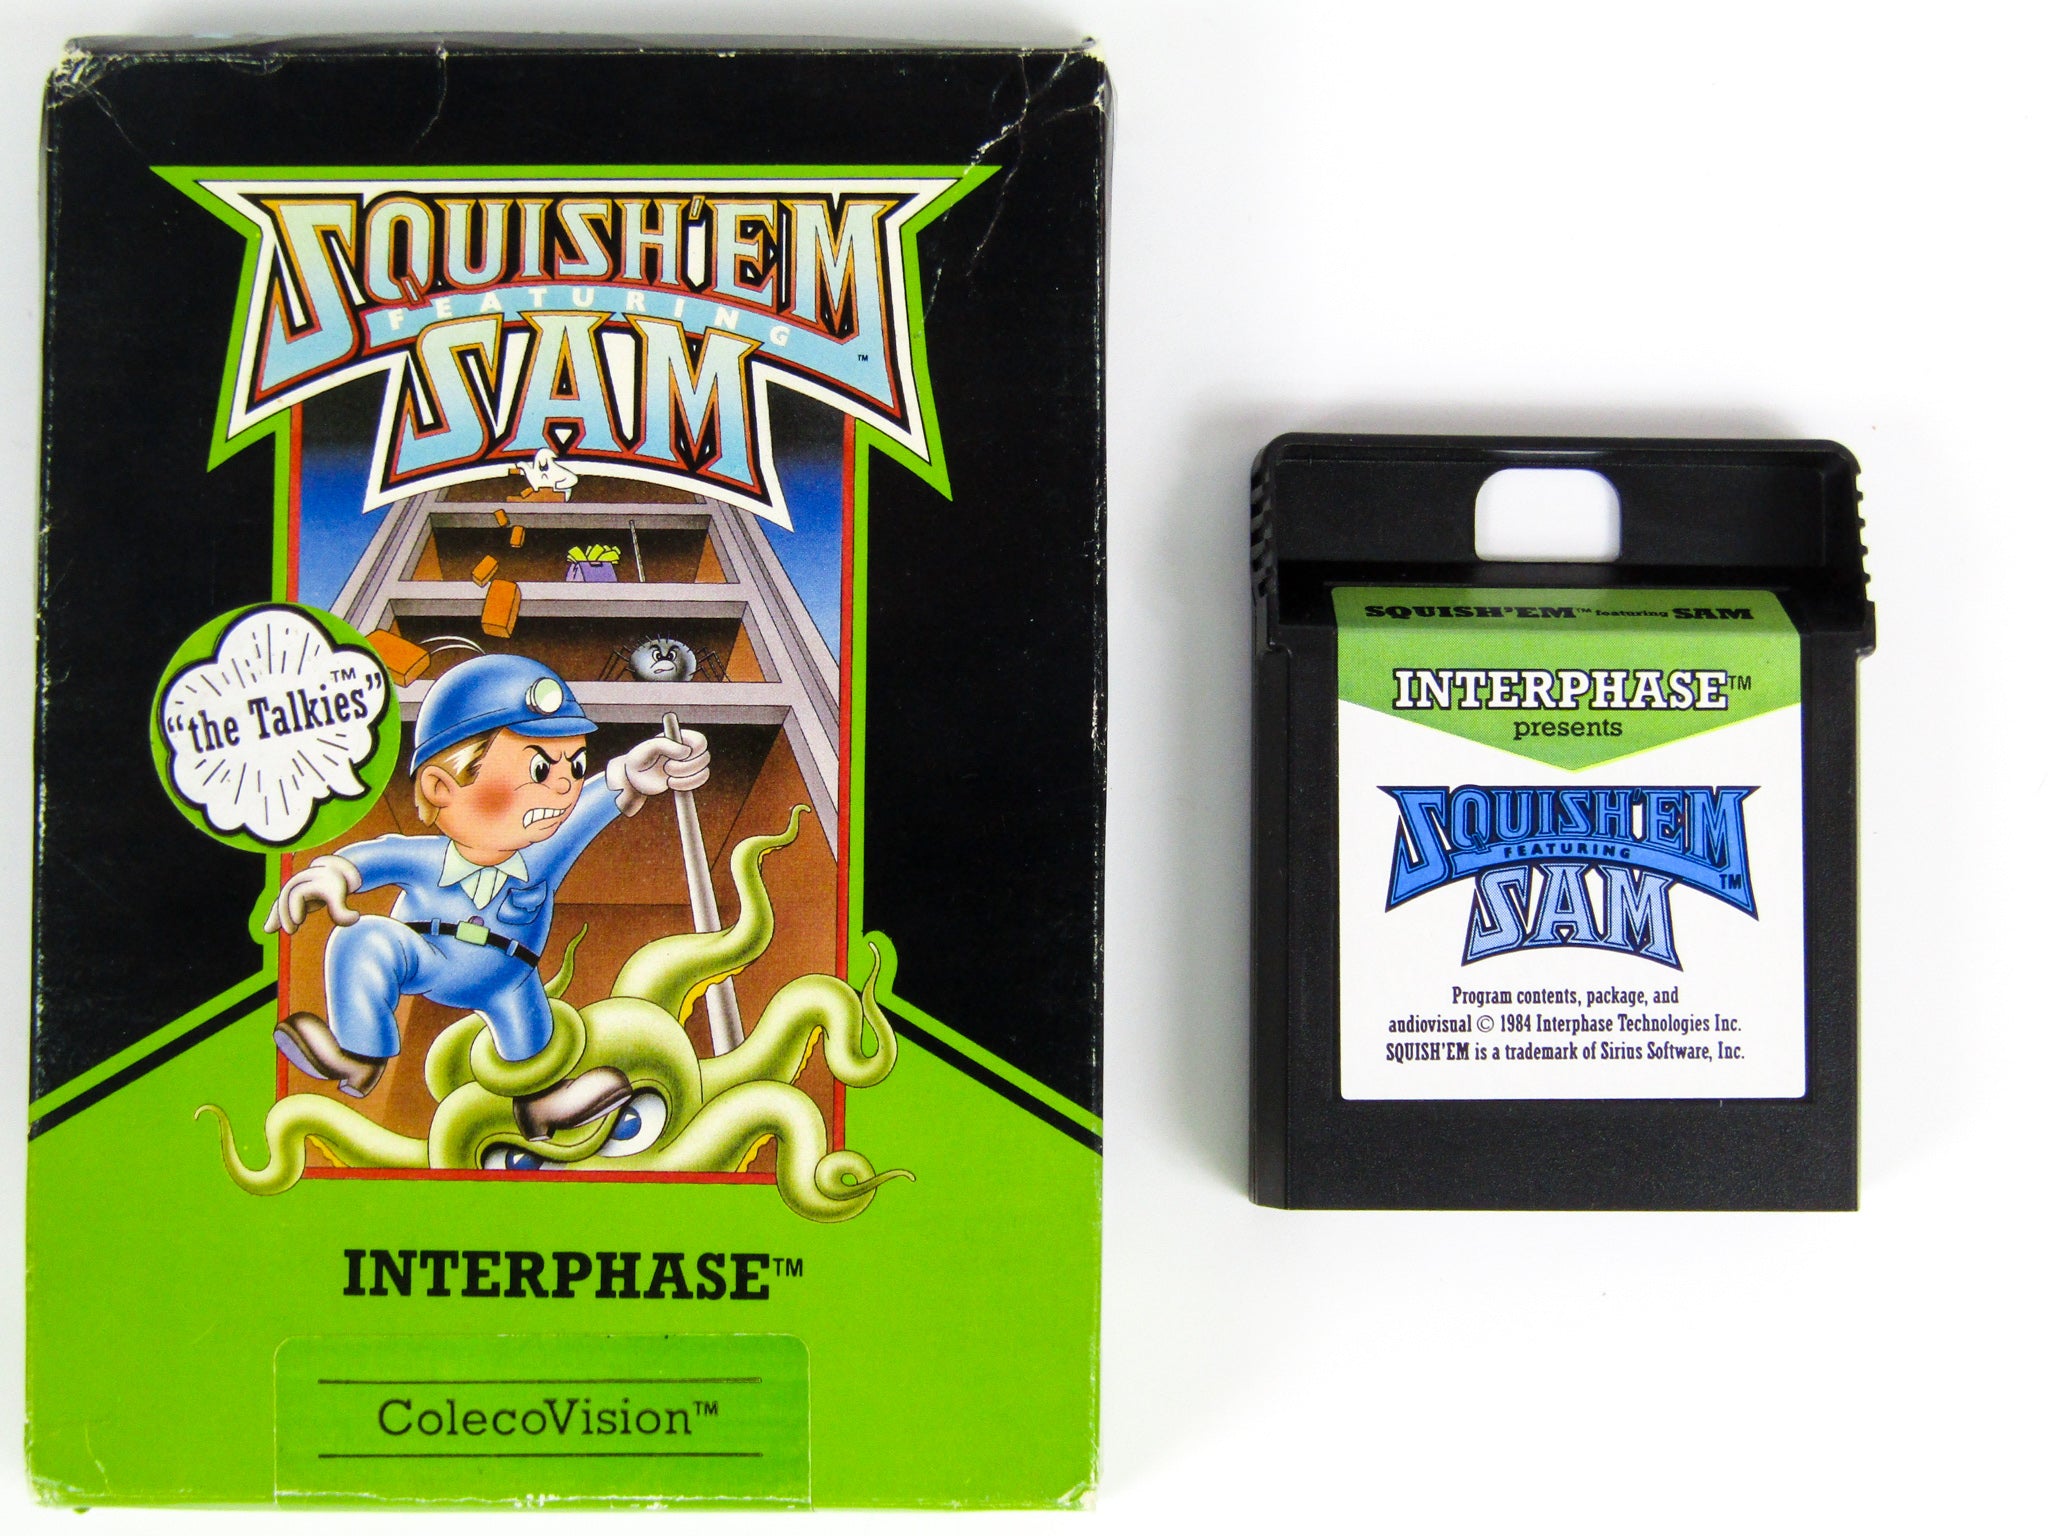 SQUISH'EM
FEATURING
SAM
™
"the Talkies"™
INTERPHASE™
ColecoVision™
SQUISH'EM™ featuring SAM
INTERPHASE™
presents
SQUISH'EM
FEATURING
SAM
™
Program contents, package, and
audiovisual © 1984 Interphase Technologies Inc.
SQUISH'EM is a trademark of Sirius Software, Inc.